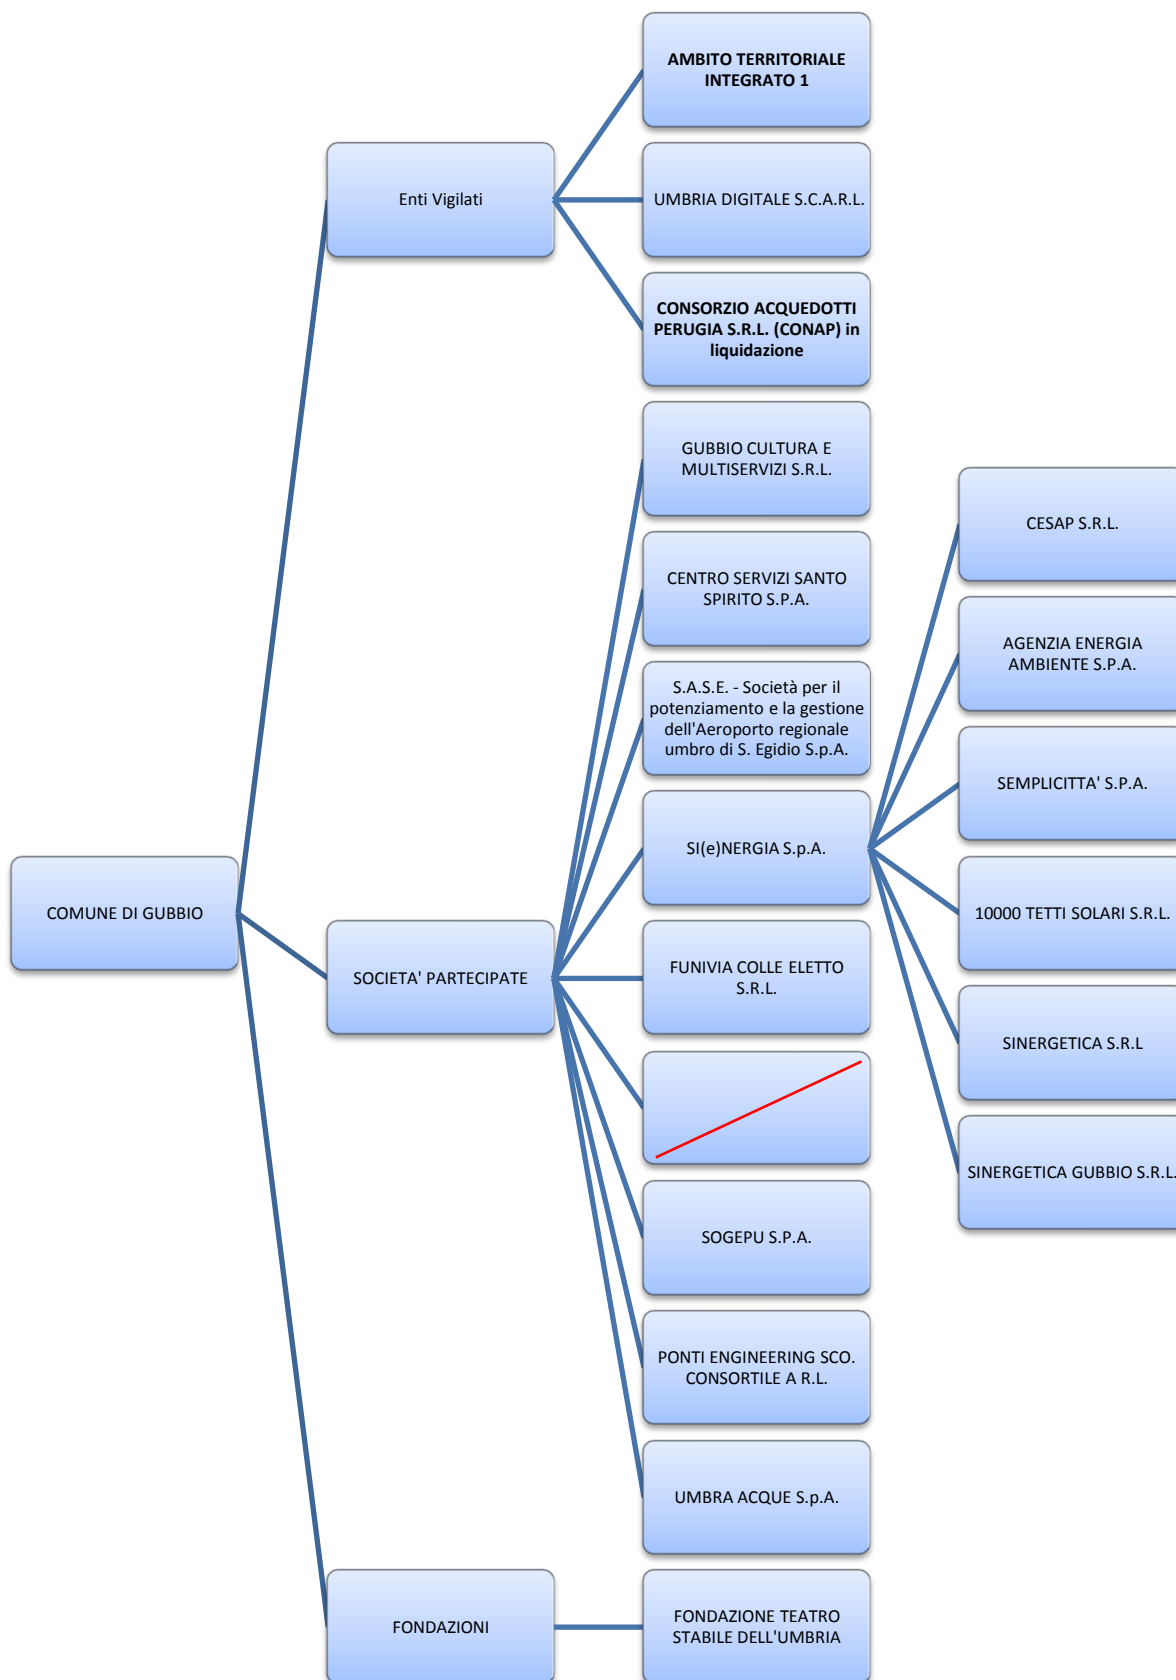 AMBITO TERRITORIALE
INTEGRATO 1
Enti Vigilati
UMBRIA DIGITALE S.C.A.R.L.
CONSORZIO ACQUEDOTTI
PERUGIA S.R.L. (CONAP) in
liquidazione
GUBBIO CULTURA E
MULTISERVIZI S.R.L.
CENTRO SERVIZI SANTO
SPIRITO S.P.A.
S.A.S.E. - Società per il
potenziamento e la gestione
dell'Aeroporto regionale
umbro di S. Egidio S.p.A.
SI(e)NERGIA S.p.A.
CESAP S.R.L.
AGENZIA ENERGIA
AMBIENTE S.P.A.
SEMPLICITTA' S.P.A.
10000 TETTI SOLARI S.R.L.
SINERGETICA S.R.L
SINERGETICA GUBBIO S.R.L.
COMUNE DI GUBBIO
SOCIETA' PARTECIPATE
FUNIVIA COLLE ELETTO
S.R.L.
SOGEPU S.P.A.
PONTI ENGINEERING SCO.
CONSORTILE A R.L.
UMBRA ACQUE S.p.A.
FONDAZIONI
FONDAZIONE TEATRO
STABILE DELL'UMBRIA